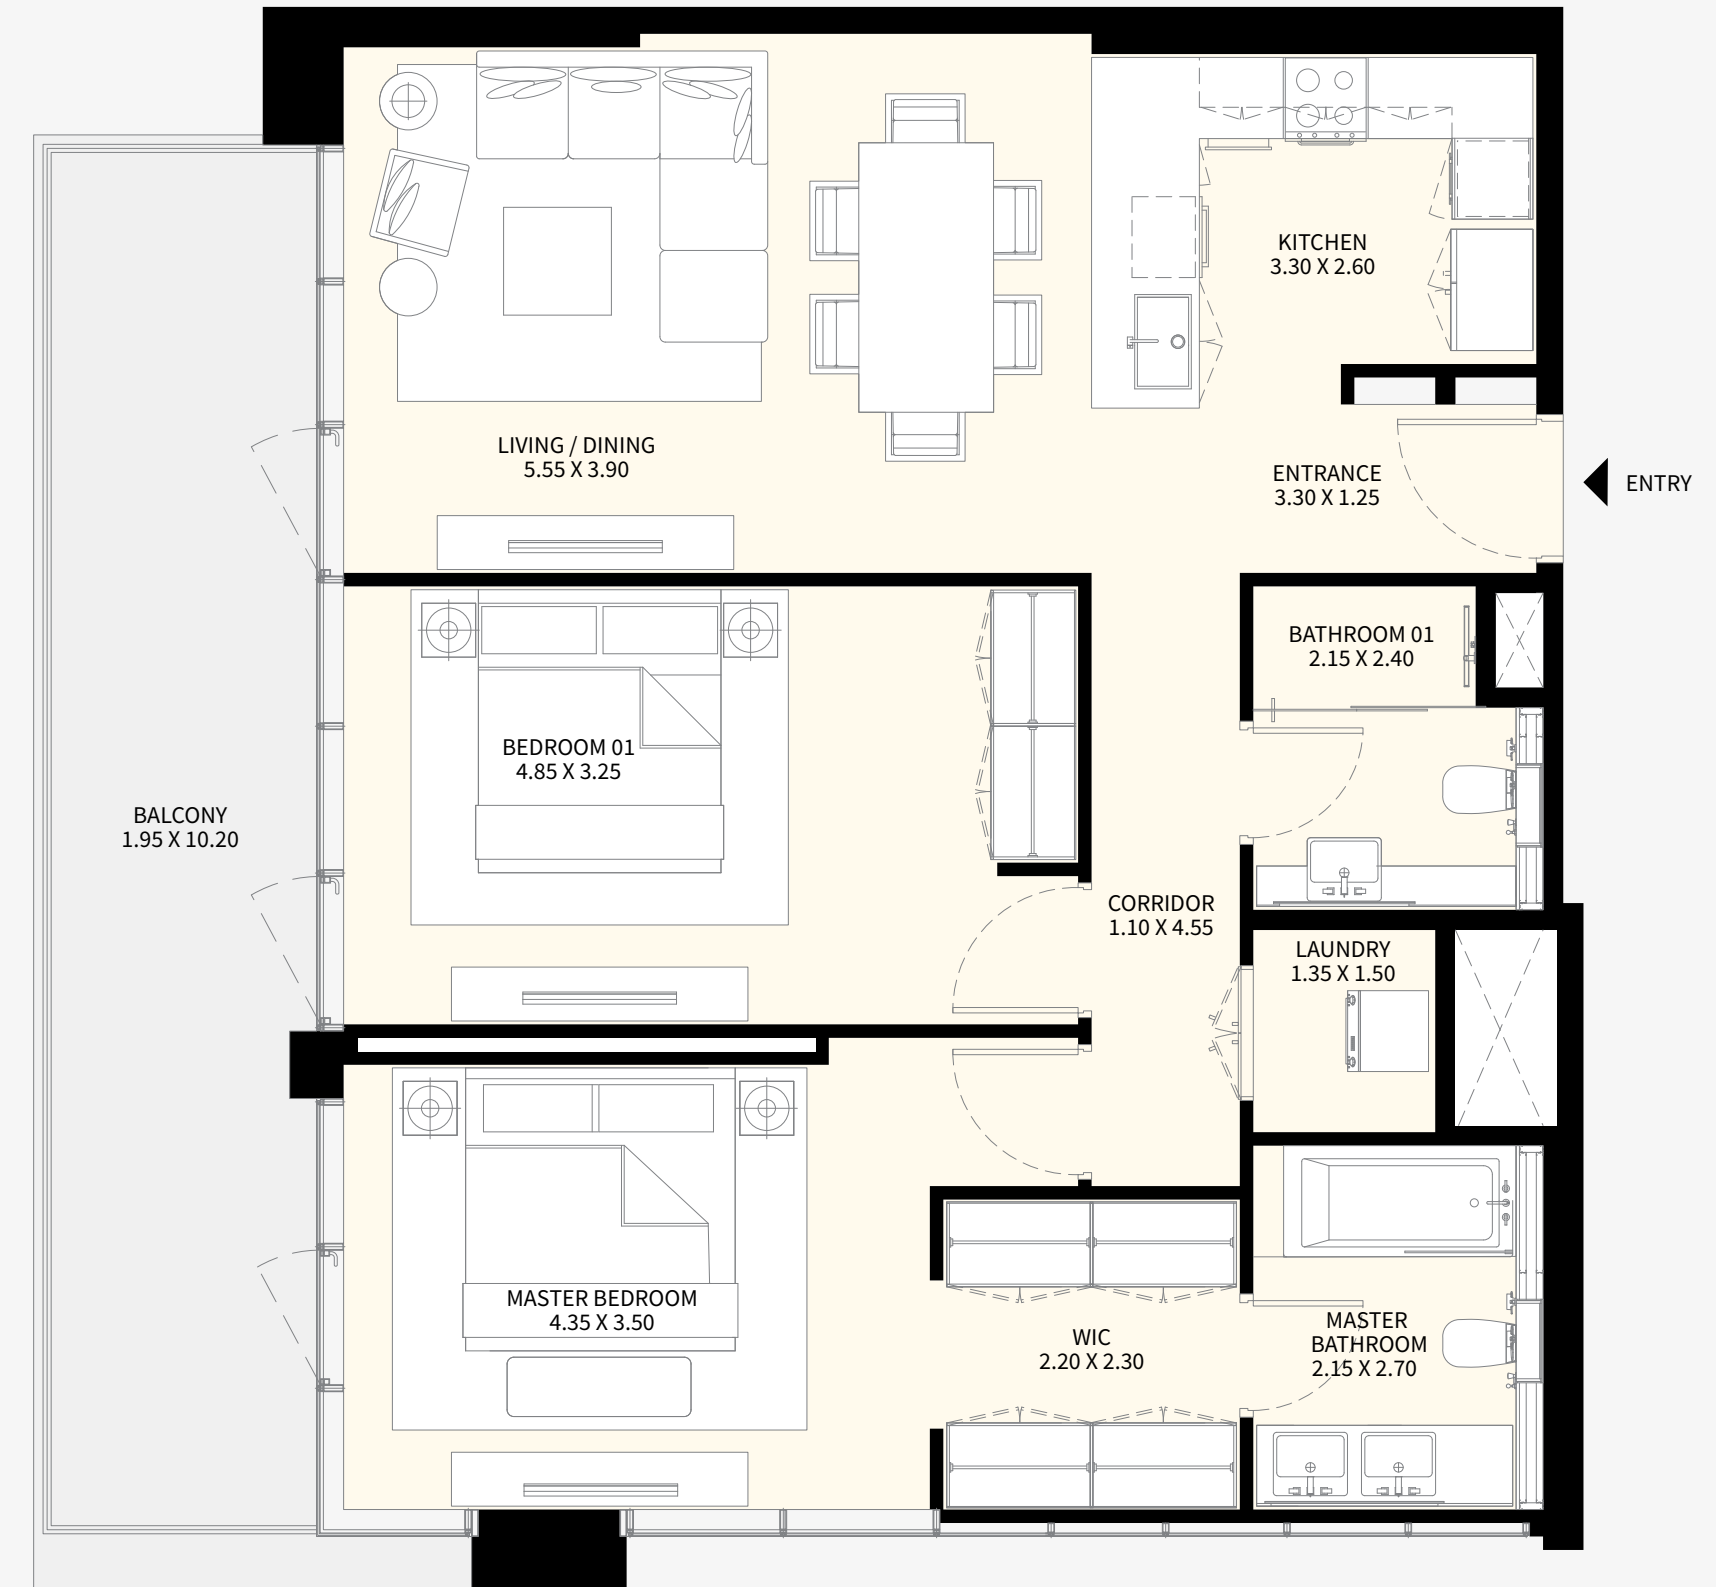 KITCHEN
3.30 X 2.60
LIVING / DINING
5.55 X 3.90
ENTRANCE
3.30 X 1.25
ENTRY
BATHROOM 01
2.15 X 2.40
BEDROOM 01
4.85 X 3.25
BALCONY
1.95 X 10.20
CORRIDOR
1.10 X 4.55
LAUNDRY
1.35 X 1.50
MASTER BEDROOM
4.35 X 3.50
WIC
2.20 X 2.30
MASTER
BATHROOM
2.15 X 2.70